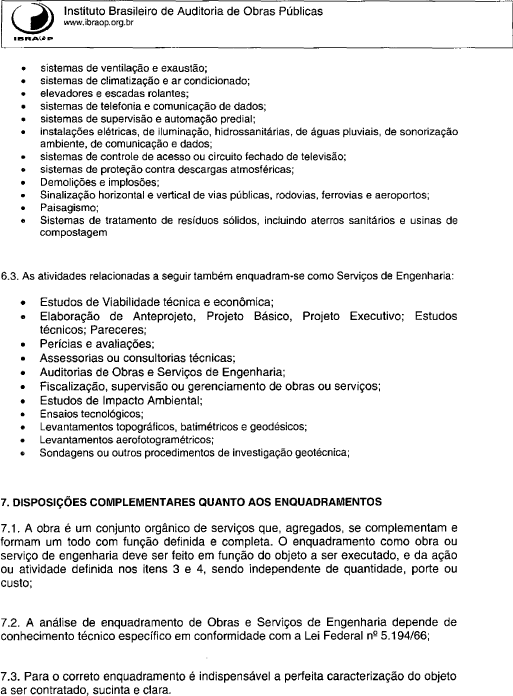 Instituto Brasileiro de Auditoria de Obras Públicas
www.ibraop.org.br
IBRAOP
• sistemas de ventilação e exaustão;
• sistemas de climatização e ar condicionado;
• elevadores e escadas rolantes;
• sistemas de telefonia e comunicação de dados;
• sistemas de supervisão e automação predial;
• instalações elétricas, de iluminação, hidrossanitárias, de águas pluviais, de sonorização
ambiente, de comunicação e dados;
• sistemas de controle de acesso ou circuito fechado de televisão;
• sistemas de proteção contra descargas atmosféricas;
• Demolições e implosões;
• Sinalização horizontal e vertical de vias públicas, rodovias, ferrovias e aeroportos;
• Paisagismo;
• Sistemas de tratamento de resíduos sólidos, incluindo aterros sanitários e usinas de
compostagem
6.3. As atividades relacionadas a seguir também enquadram-se como Serviços de Engenharia:
• Estudos de Viabilidade técnica e econômica;
• Elaboração de Anteprojeto, Projeto Básico, Projeto Executivo; Estudos
técnicos; Pareceres;
• Perícias e avaliações;
• Assessorias ou consultorias técnicas;
• Auditorias de Obras e Serviços de Engenharia;
• Fiscalização, supervisão ou gerenciamento de obras ou serviços;
• Estudos de Impacto Ambiental;
• Ensaios tecnológicos;
• Levantamentos topográficos, batimétricos e geodésicos;
• Levantamentos aerofotogramétricos;
• Sondagens ou outros procedimentos de investigação geotécnica;
7. DISPOSIÇÕES COMPLEMENTARES QUANTO AOS ENQUADRAMENTOS
7.1. A obra é um conjunto orgânico de serviços que, agregados, se complementam e
formam um todo com função definida e completa. O enquadramento como obra ou
serviço de engenharia deve ser feito em função do objeto a ser executado, e da ação
ou atividade definida nos itens 3 e 4, sendo independente de quantidade, porte ou
custo;
7.2. A análise de enquadramento de Obras e Serviços de Engenharia depende de
conhecimento técnico específico em conformidade com a Lei Federal nº 5.194/66;
7.3. Para o correto enquadramento é indispensável a perfeita caracterização do objeto
a ser contratado, sucinta e clara.